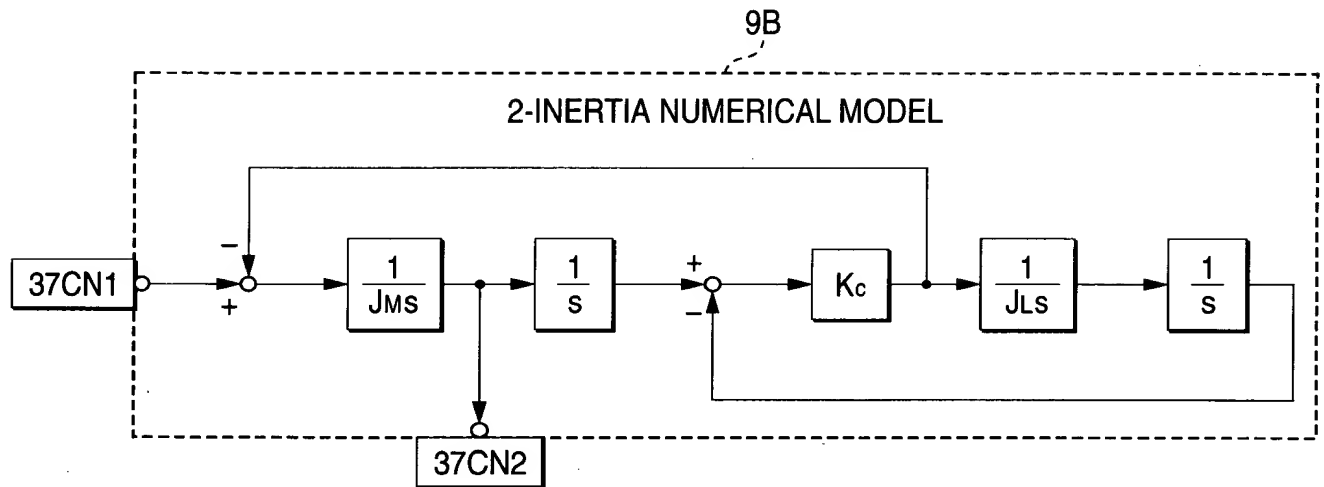 9B
2-INERTIA NUMERICAL MODEL
37CN1
−
+
1
JMs
1
s
+
−
Kc
1
JLs
1
s
37CN2